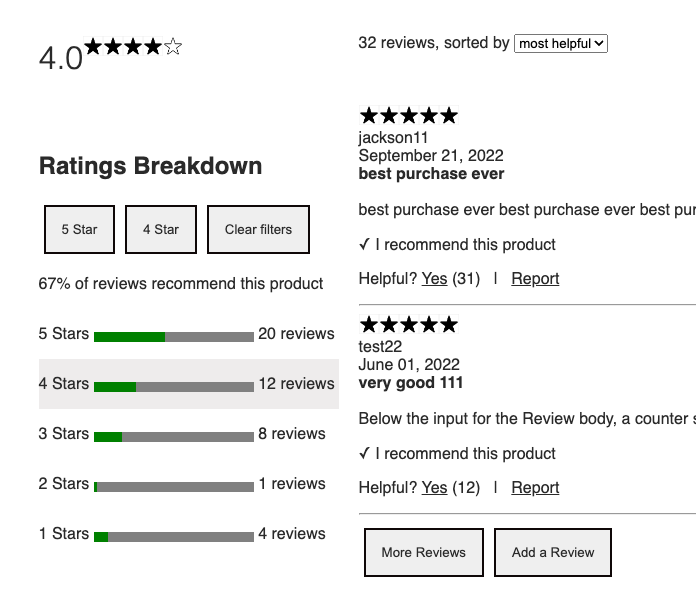 4.0★★★★☆
Ratings Breakdown
5 Star 4 Star Clear filters
67% of reviews recommend this product
5 Stars 20 reviews
4 Stars 12 reviews
3 Stars 8 reviews
2 Stars 1 reviews
1 Stars 4 reviews
32 reviews, sorted by most helpful
★★★★★
jackson11
September 21, 2022
best purchase ever
best purchase ever best purchase ever best pur
✓ I recommend this product
Helpful? Yes (31) | Report
★★★★★
test22
June 01, 2022
very good 111
Below the input for the Review body, a counter
✓ I recommend this product
Helpful? Yes (12) | Report
More Reviews Add a Review